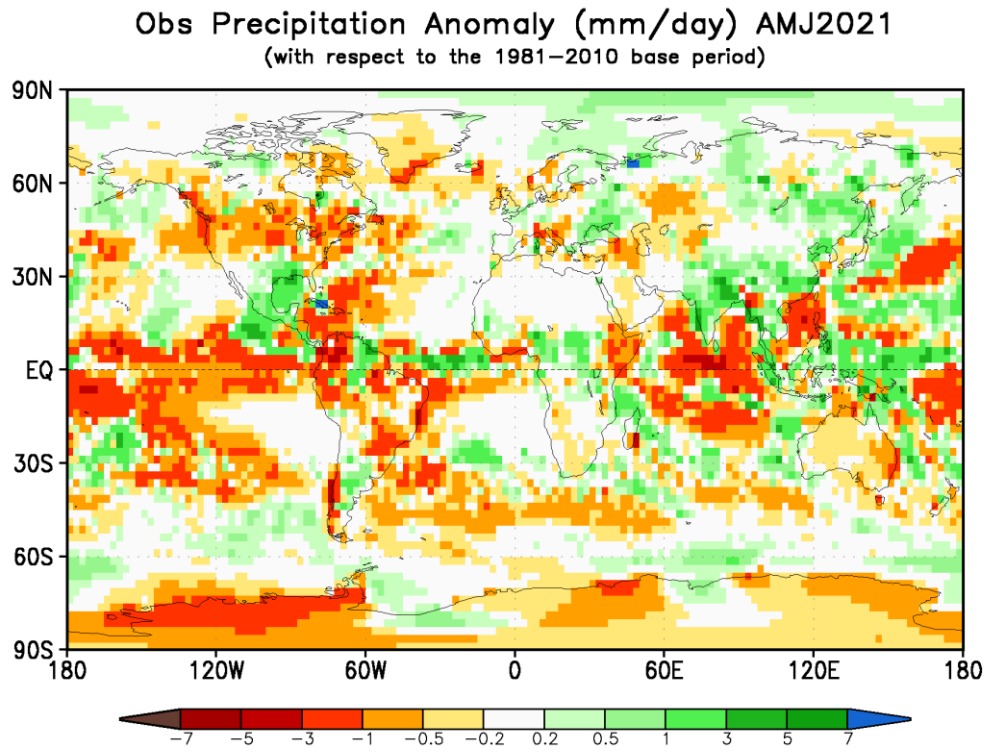 Obs Precipitation Anomaly (mm/day) AMJ2021
(with respect to the 1981−2010 base period)
90N
60N
30N
EQ
30S
60S
90S
180 120W 60W 0 60E 120E 180
−7 −5 −3 −1 −0.5 −0.2 0.2 0.5 1 3 5 7